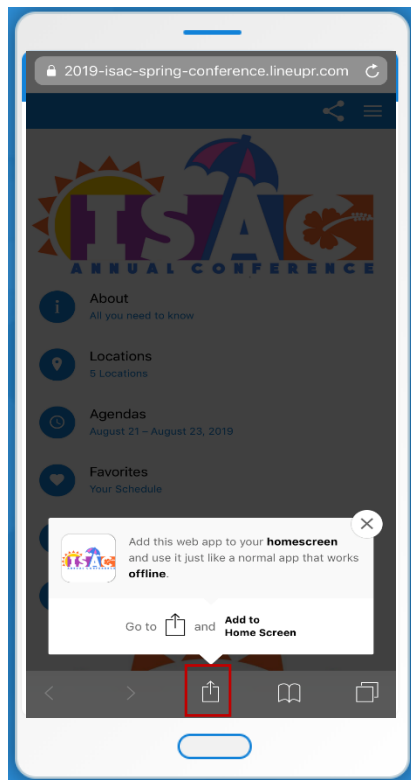 2019-isac-spring-conference.lineupr.com
ISAC
ANNUAL CONFERENCE
About
All you need to know
Locations
5 Locations
Agendas
August 21 – August 23, 2019
Favorites
Your Schedule
ISAC
ANNUAL CONFERENCE
Add this web app to your homescreen
and use it just like a normal app that works
offline.
Go to and Add to
Home Screen